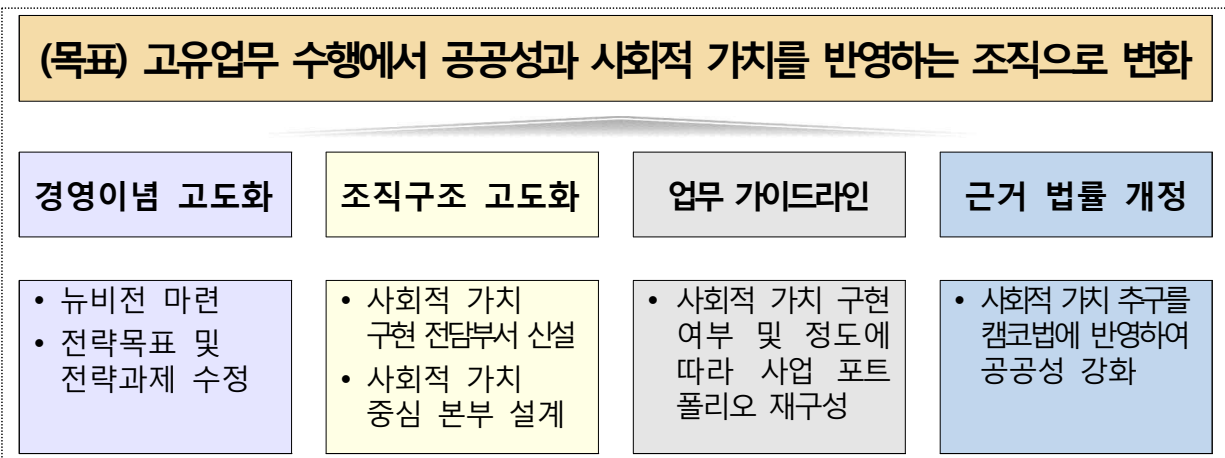 (목표) 고유업무 수행에서 공공성과 사회적 가치를 반영하는 조직으로 변화
경영이념 고도화
조직구조 고도화
업무 가이드라인
근거 법률 개정
• 뉴비전 마련
• 전략목표 및
전략과제 수정
• 사회적 가치
구현 전담부서 신설
• 사회적 가치
중심 본부 설계
• 사회적 가치 구현
여부 및 정도에
따라 사업 포트
폴리오 재구성
• 사회적 가치 추구를
캠코법에 반영하여
공공성 강화